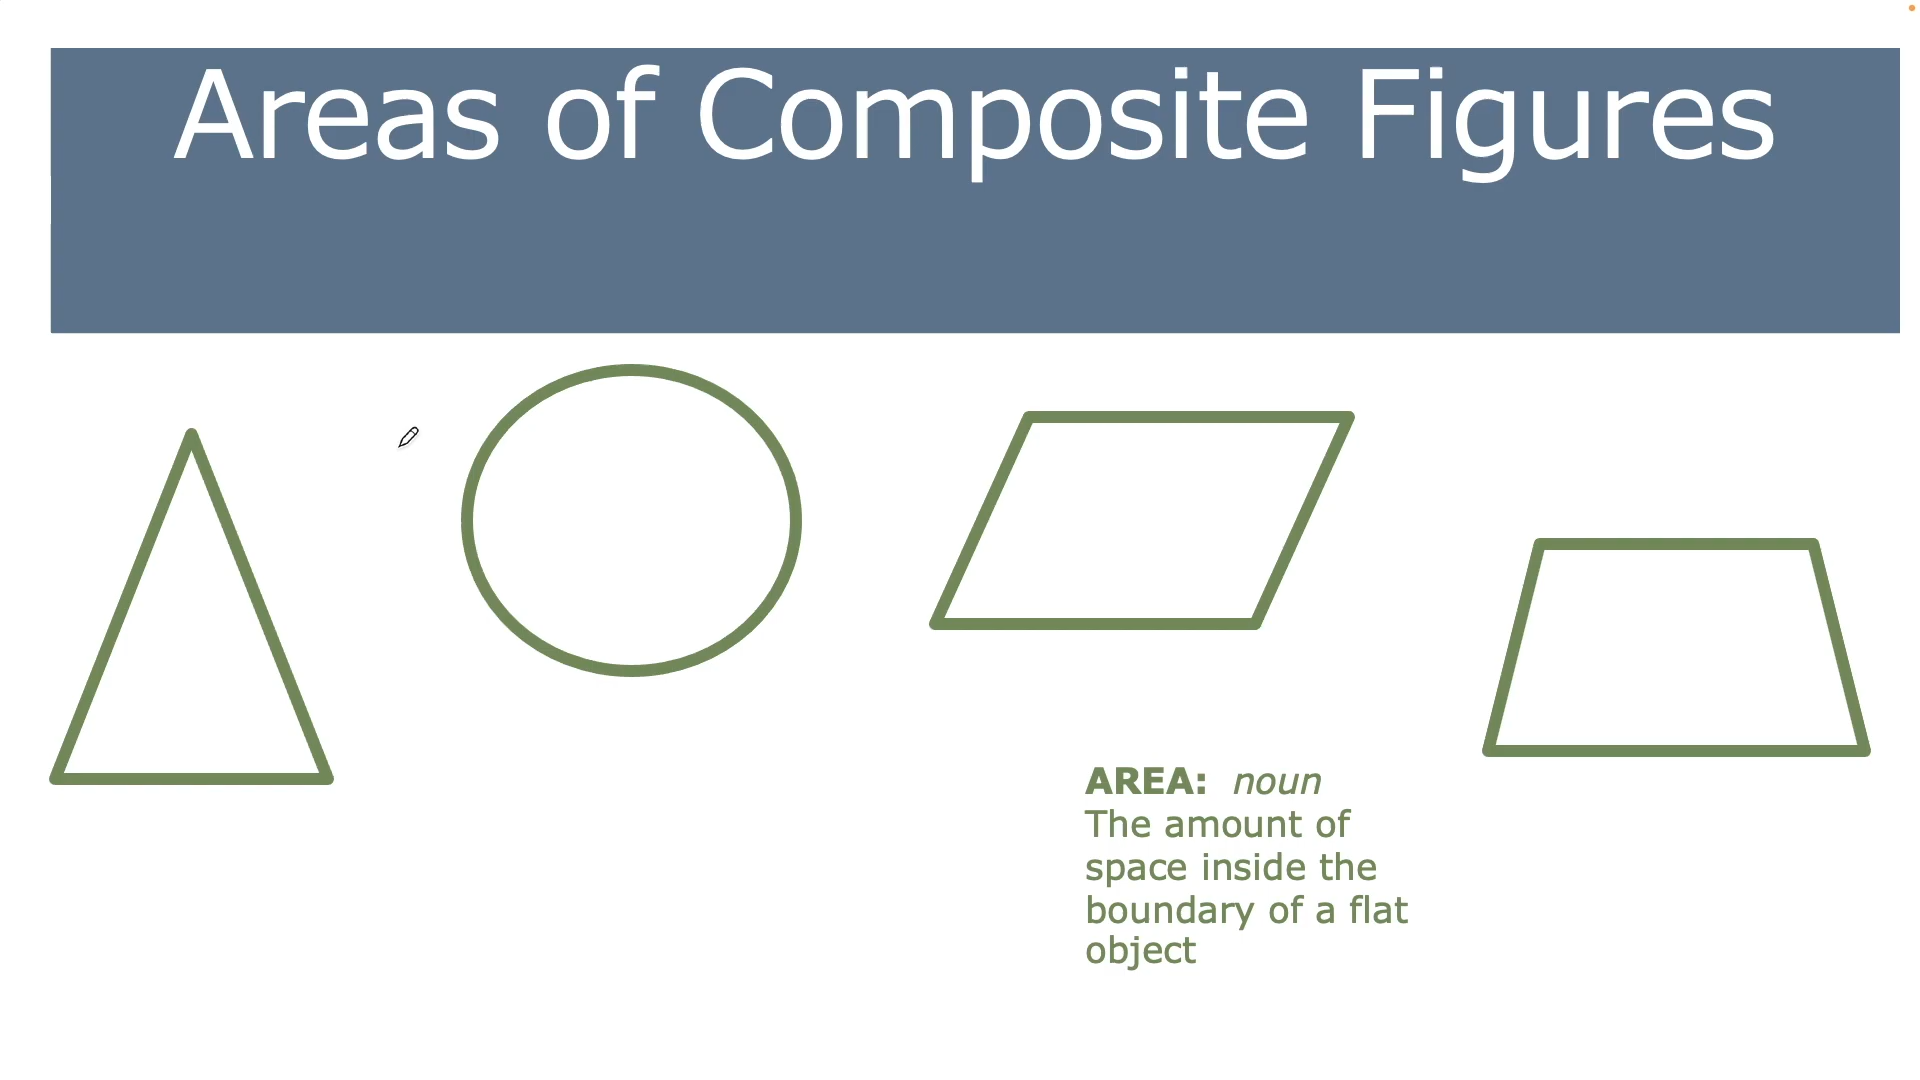 Areas of Composite Figures
AREA: noun
The amount of
space inside the
boundary of a flat
object